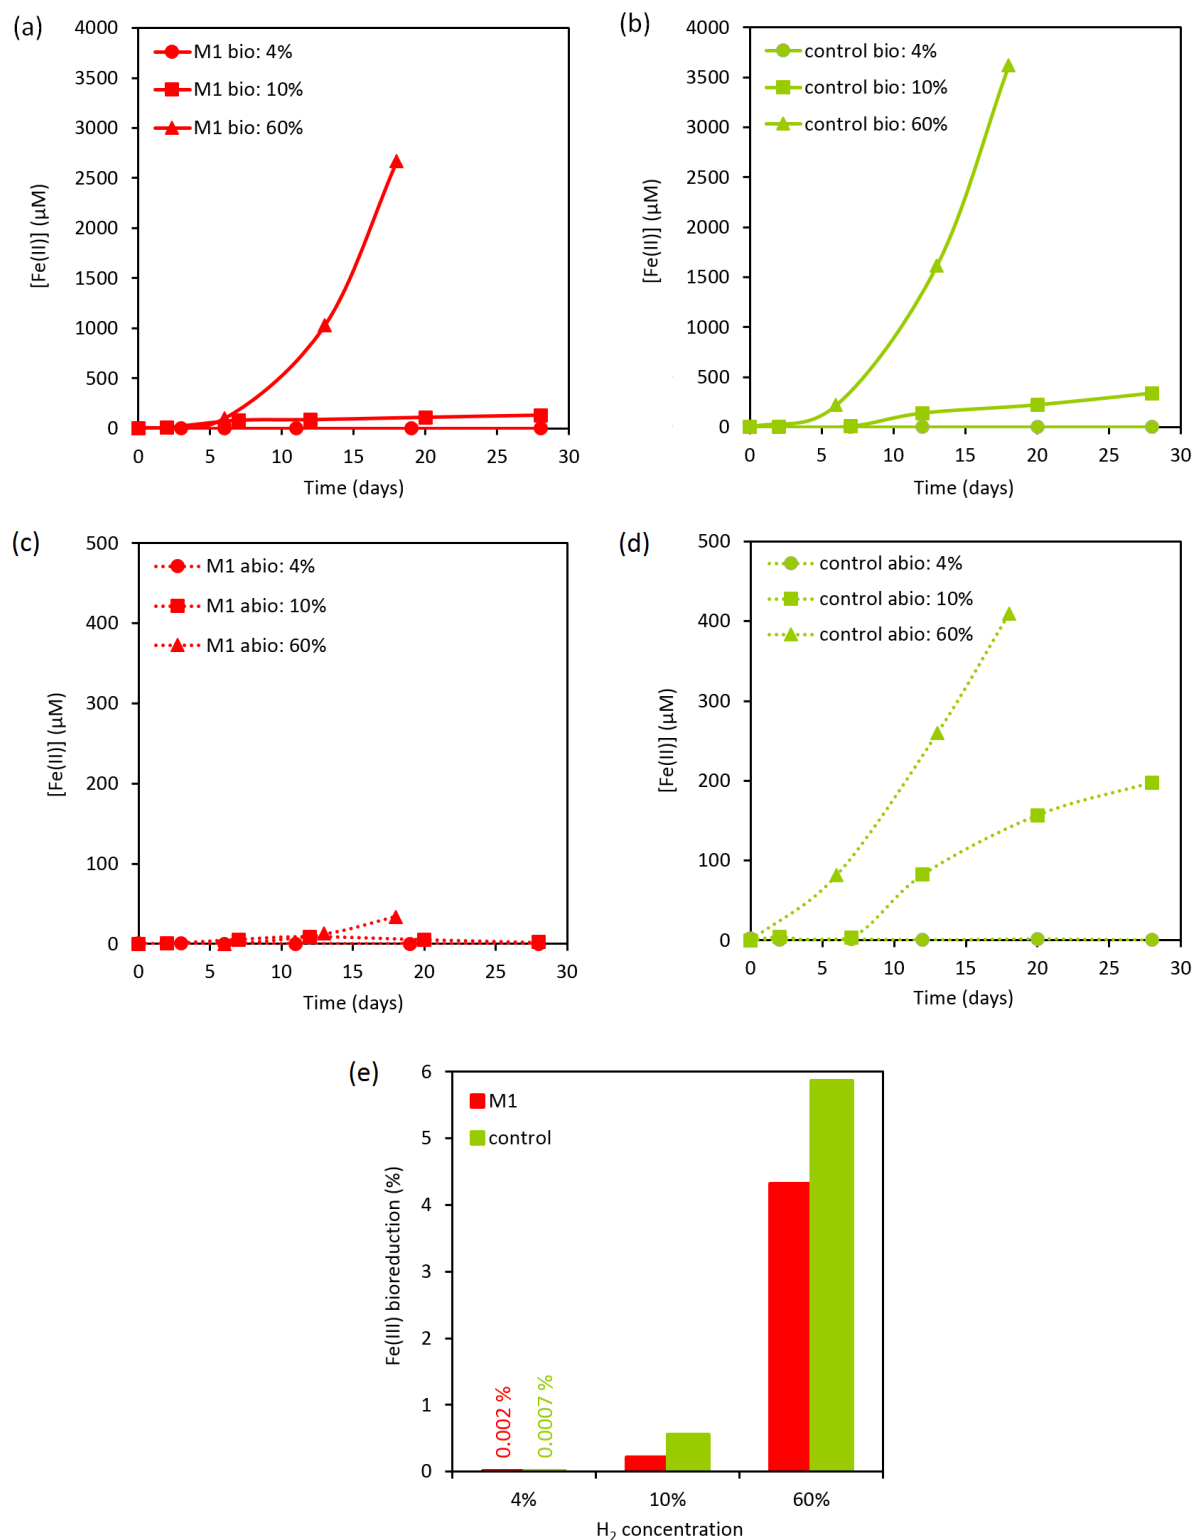 (a)
4000
3500
3000
2500
2000
1500
1000
500
0
[Fe(II)] (µM)
M1 bio: 4%
M1 bio: 10%
M1 bio: 60%
0 5 10 15 20 25 30
Time (days)
(b)
4000
3500
3000
2500
2000
1500
1000
500
0
[Fe(II)] (µM)
control bio: 4%
control bio: 10%
control bio: 60%
0 5 10 15 20 25 30
Time (days)
(c)
500
400
300
200
100
0
[Fe(II)] (µM)
M1 abio: 4%
M1 abio: 10%
M1 abio: 60%
0 5 10 15 20 25 30
Time (days)
(d)
500
400
300
200
100
0
[Fe(II)] (µM)
control abio: 4%
control abio: 10%
control abio: 60%
0 5 10 15 20 25 30
Time (days)
(e)
6
5
4
3
2
1
0
Fe(III) bioreduction (%)
M1
control
0.002 %
0.0007 %
4% 10% 60%
H₂ concentration